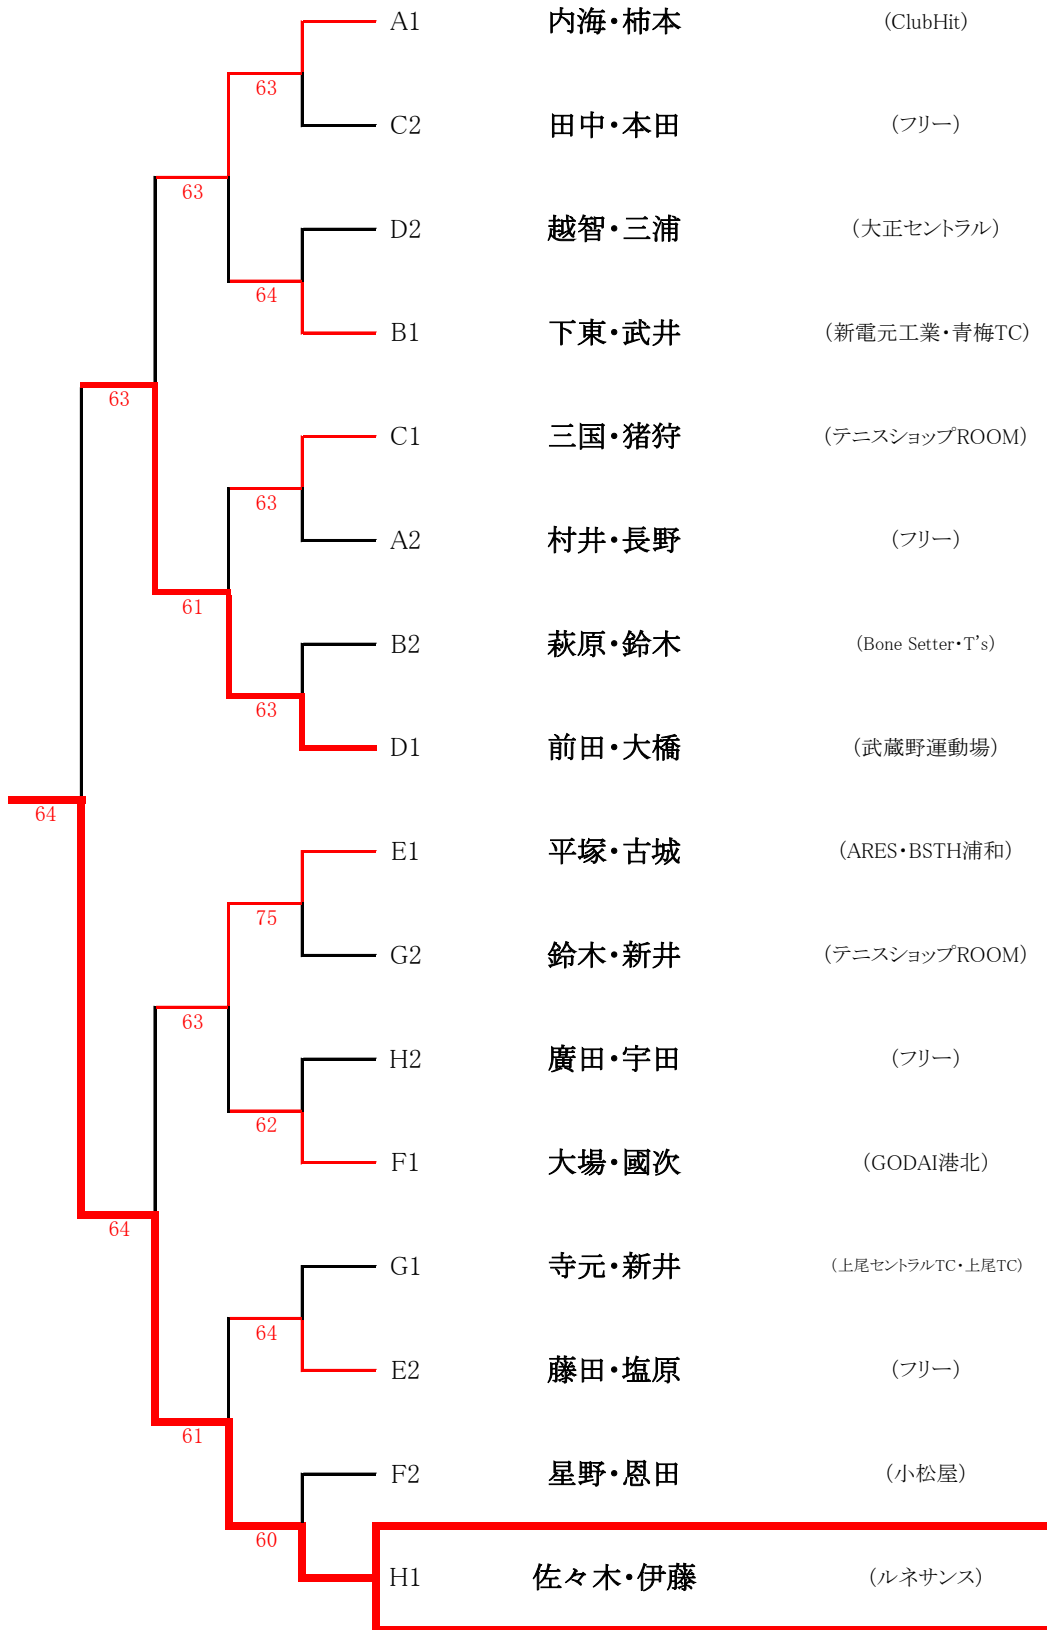 A1 内海・柿本 (ClubHit)
63
C2 田中・本田 (フリー)
63
D2 越智・三浦 (大正セントラル)
64
B1 下東・武井 (新電元工業・青梅TC)
63
C1 三国・猪狩 (テニスショップROOM)
63
A2 村井・長野 (フリー)
61
B2 萩原・鈴木 (Bone Setter・T's)
63
D1 前田・大橋 (武蔵野運動場)
64
E1 平塚・古城 (ARES・BSTH浦和)
75
G2 鈴木・新井 (テニスショップROOM)
63
H2 廣田・宇田 (フリー)
62
F1 大場・國次 (GODAI港北)
64
G1 寺元・新井 (上尾セントラルTC・上尾TC)
64
E2 藤田・塩原 (フリー)
61
F2 星野・恩田 (小松屋)
60
H1 佐々木・伊藤 (ルネサンス)